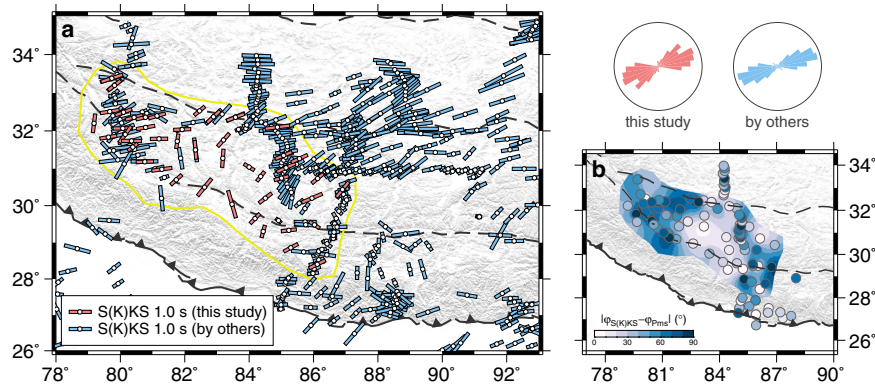 a
34°
32°
30°
28°
26°
78° 80° 82° 84° 86° 88° 90° 92°
S(K)KS 1.0 s (this study)
S(K)KS 1.0 s (by others)
this study by others
b
34°
32°
30°
28°
26°
|φS(K)KS−φPms| (°)
0 30 60 90
78° 81° 84° 87° 90°